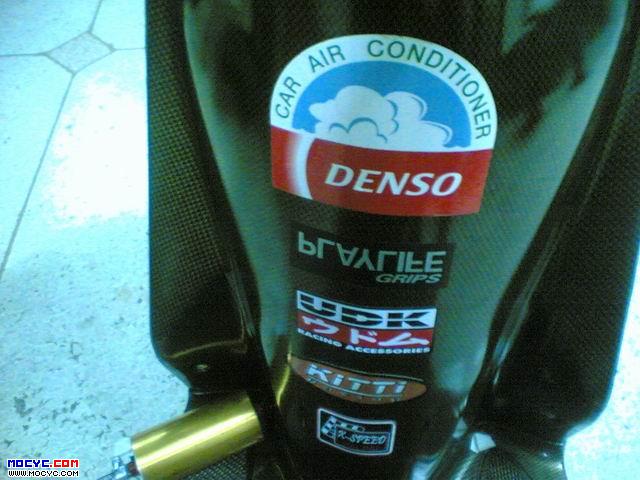 CAR AIR CONDITIONER
DENSO
PLAYLIFE
GRIPS
UDK
ウドム
RACING ACCESSORIES
KiTTi
K-SPEED
MOCYC.COM
WWW.MOCYC.COM